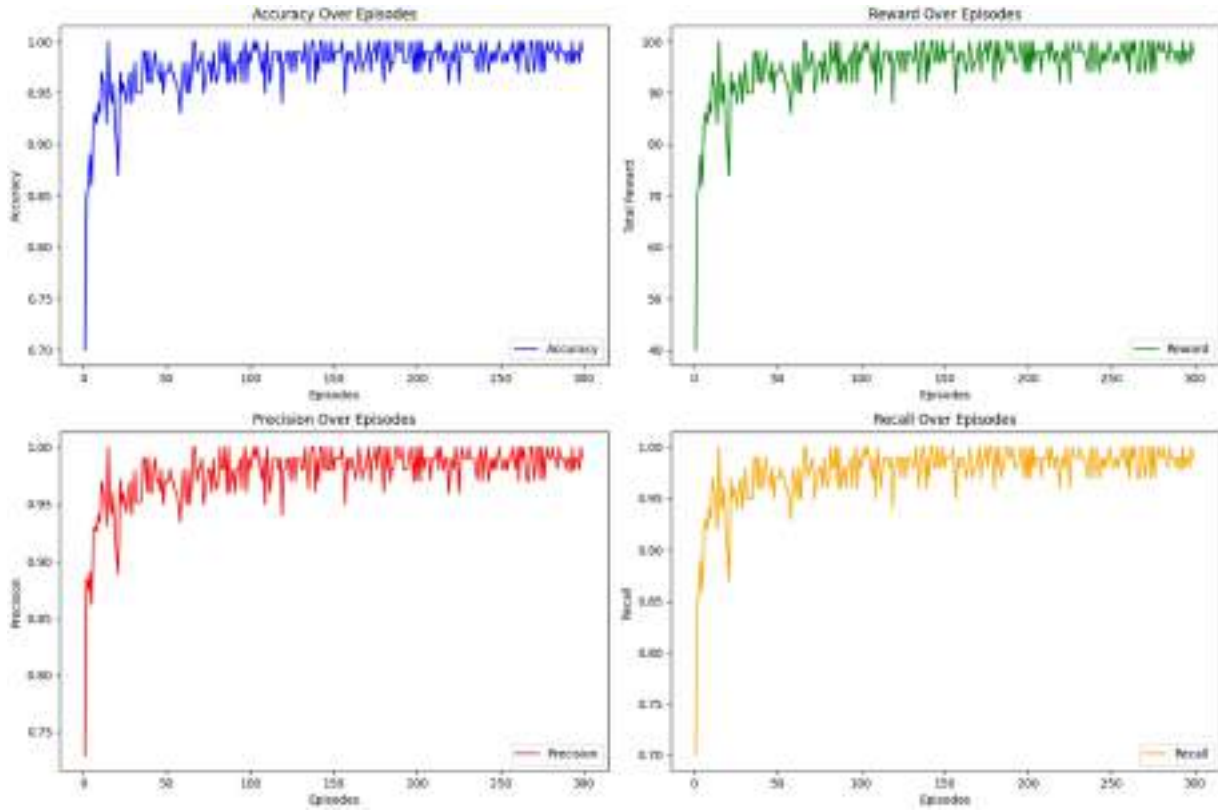 Accuracy Over Episodes
1.00
0.95
0.90
0.85
0.80
0.75
0.70
Accuracy
0 50 100 150 200 250 300
Episodes
Accuracy
Reward Over Episodes
100
90
80
70
60
50
40
Total Reward
0 50 100 150 200 250 300
Episodes
Reward
Precision Over Episodes
1.00
0.95
0.90
0.85
0.80
0.75
Precision
0 50 100 150 200 250 300
Episodes
Precision
Recall Over Episodes
1.00
0.95
0.90
0.85
0.80
0.75
0.70
Recall
0 50 100 150 200 250 300
Episodes
Recall